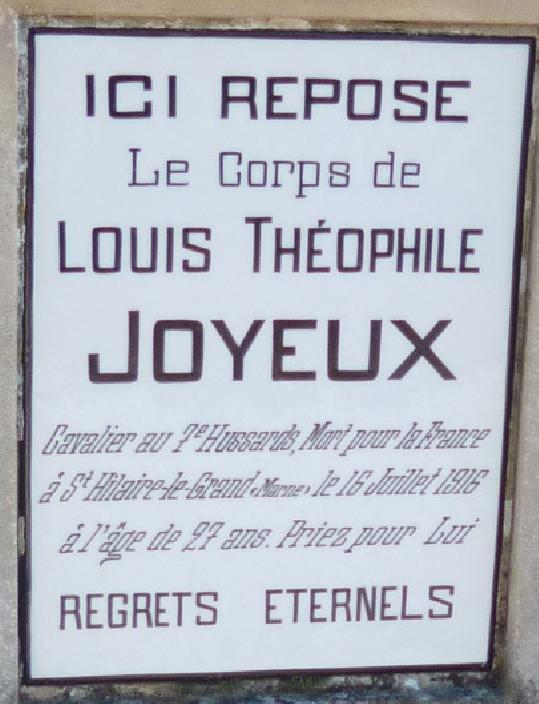 ICI REPOSE
Le Corps de
LOUIS THÉOPHILE
JOYEUX
Cavalier au 7e Hussards, Mort pour la France
à St Hilaire-le-Grand (Marne) le 16 Juillet 1916
à l'âge de 27 ans. Priez pour Lui
REGRETS ETERNELS